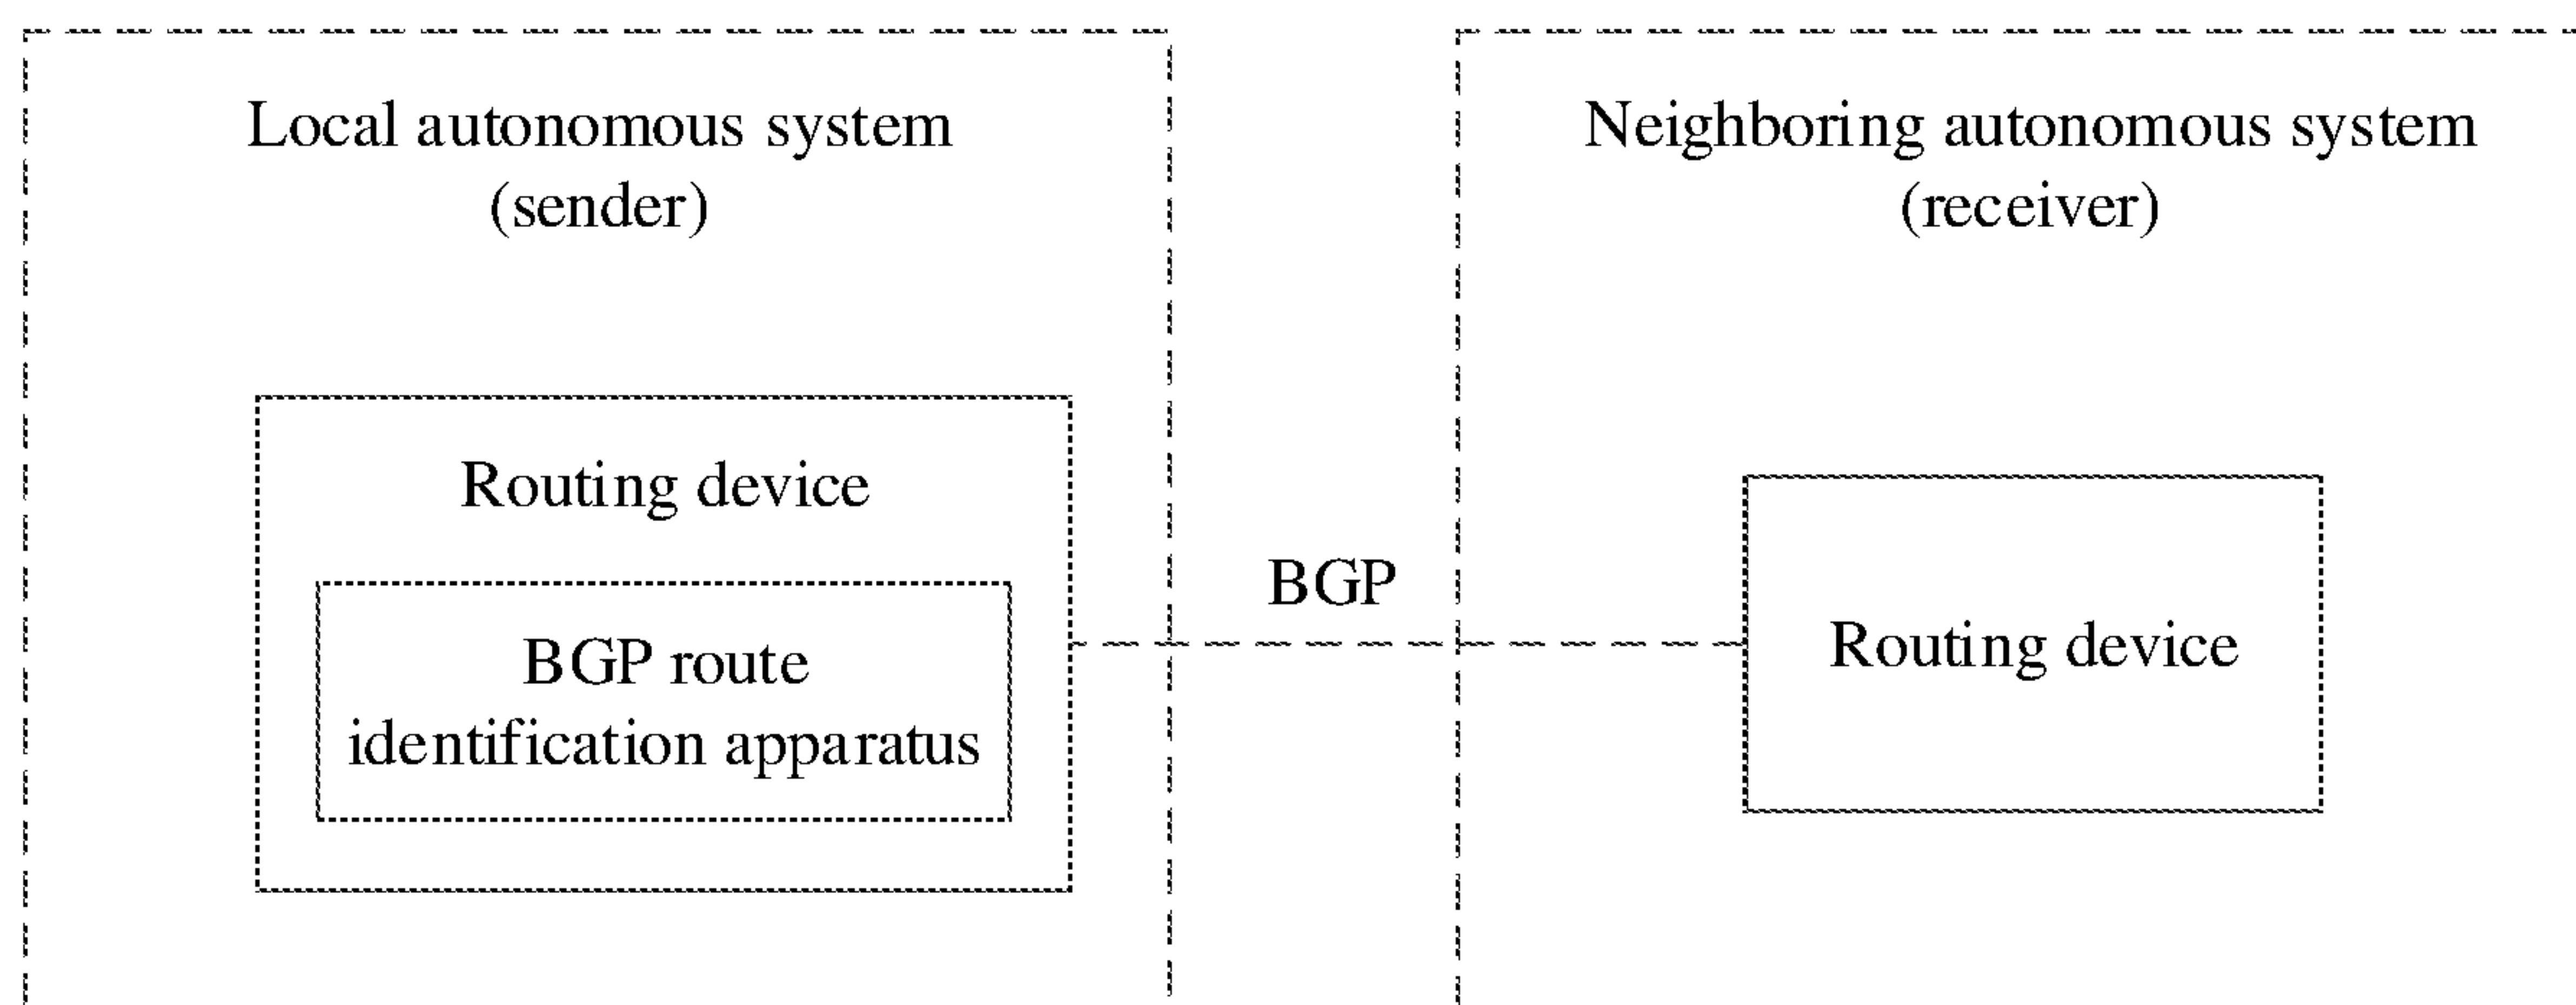 Local autonomous system
(sender)
Neighboring autonomous system
(receiver)
Routing device
BGP route
identification apparatus
BGP
Routing device